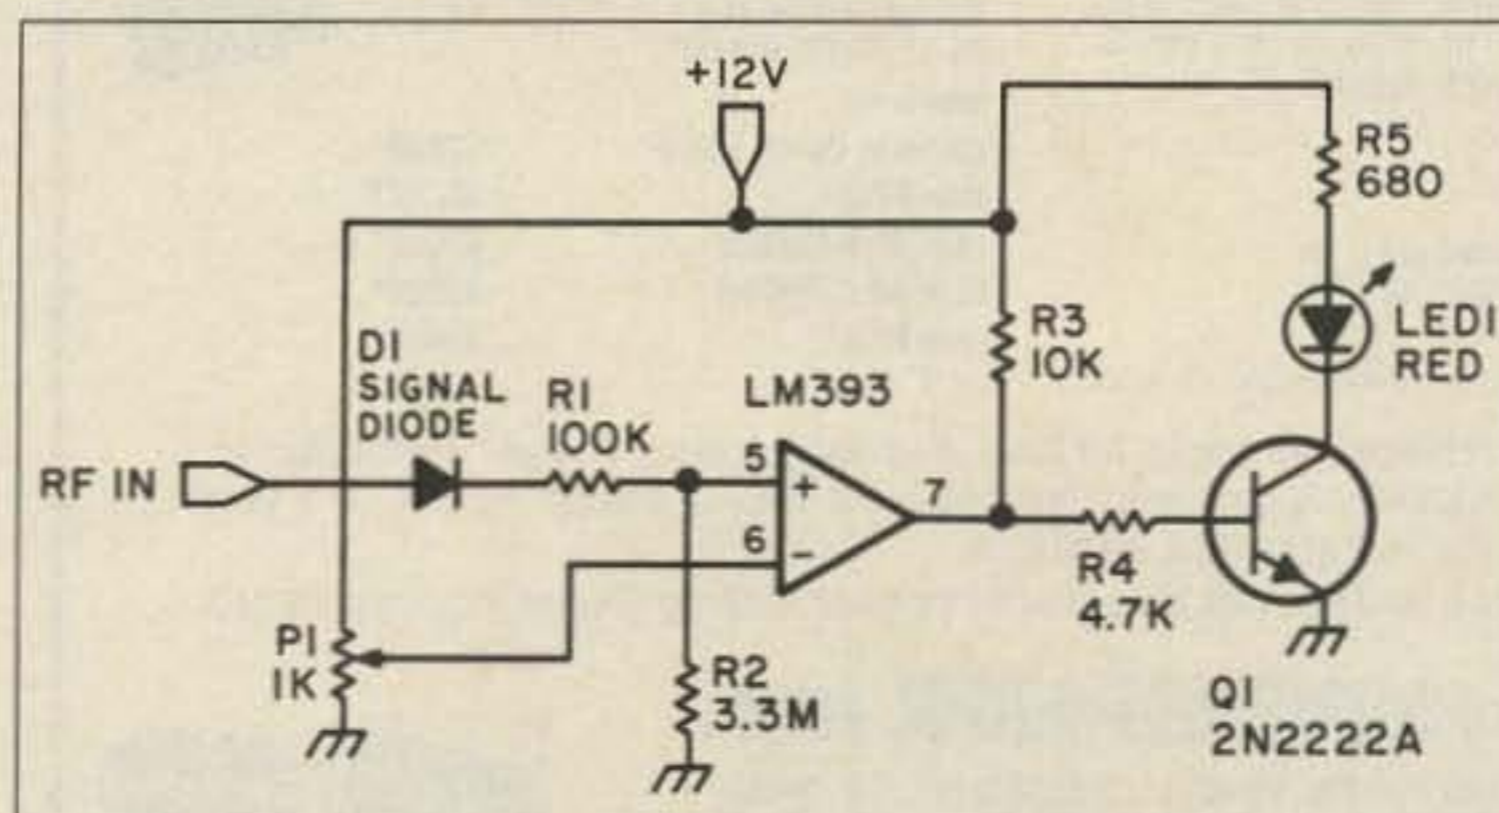 +12V
R5
680
R3
10K
LED1
RED
D1
SIGNAL
DIODE
R1
100K
LM393
RF IN
5
+
6
-
7
R4
4.7K
P1
1K
R2
3.3M
Q1
2N2222A